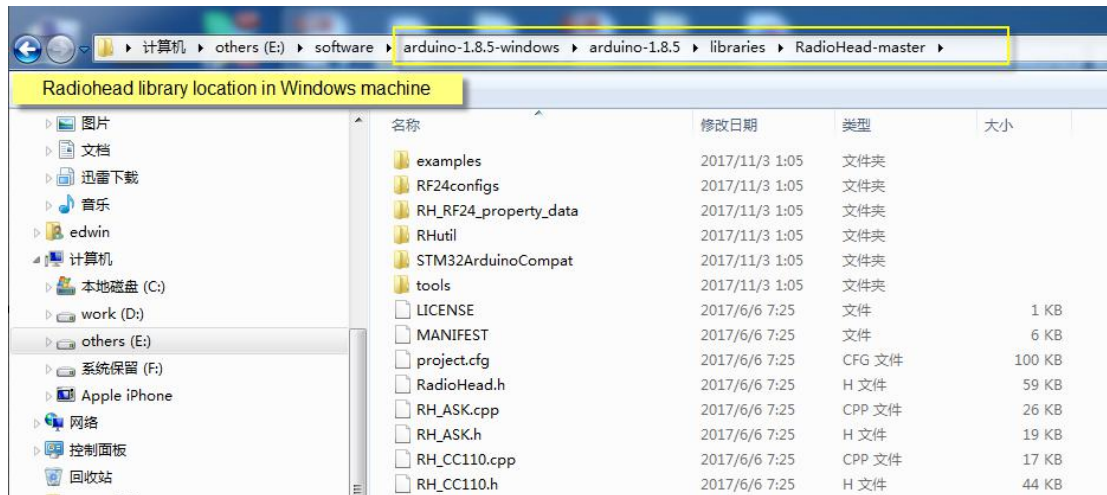 计算机 ▸ others (E:) ▸ software ▸ arduino-1.8.5-windows ▸ arduino-1.8.5 ▸ libraries ▸ RadioHead-master ▸
Radiohead library location in Windows machine
图片
文档
迅雷下载
音乐
edwin
计算机
本地磁盘 (C:)
work (D:)
others (E:)
系统保留 (F:)
Apple iPhone
网络
控制面板
回收站
名称 修改日期 类型 大小
examples 2017/11/3 1:05 文件夹
RF24configs 2017/11/3 1:05 文件夹
RH_RF24_property_data 2017/11/3 1:05 文件夹
RHutil 2017/11/3 1:05 文件夹
STM32ArduinoCompat 2017/11/3 1:05 文件夹
tools 2017/11/3 1:05 文件夹
LICENSE 2017/6/6 7:25 文件 1 KB
MANIFEST 2017/6/6 7:25 文件 6 KB
project.cfg 2017/6/6 7:25 CFG 文件 100 KB
RadioHead.h 2017/6/6 7:25 H 文件 59 KB
RH_ASK.cpp 2017/6/6 7:25 CPP 文件 26 KB
RH_ASK.h 2017/6/6 7:25 H 文件 19 KB
RH_CC110.cpp 2017/6/6 7:25 CPP 文件 17 KB
RH_CC110.h 2017/6/6 7:25 H 文件 44 KB